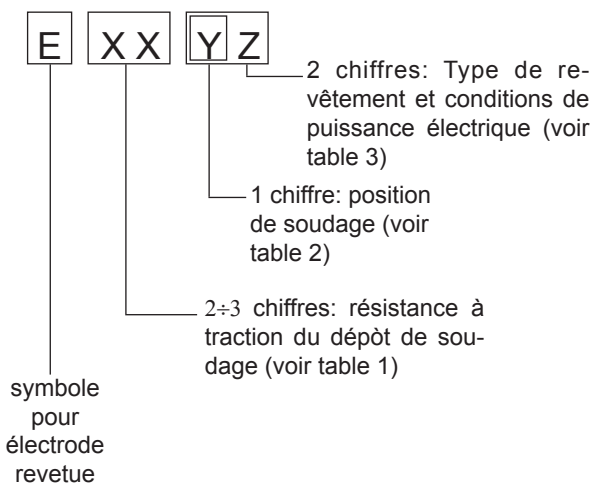 E XX YZ
2 chiffres: Type de re-
vêtement et conditions de
puissance électrique (voir
table 3)
1 chiffre: position
de soudage (voir
table 2)
2÷3 chiffres: résistance à
traction du dépòt de sou-
dage (voir table 1)
symbole
pour
électrode
revetue